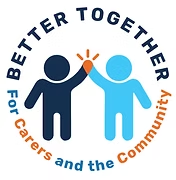 BETTER TOGETHER
For Carers and the Community